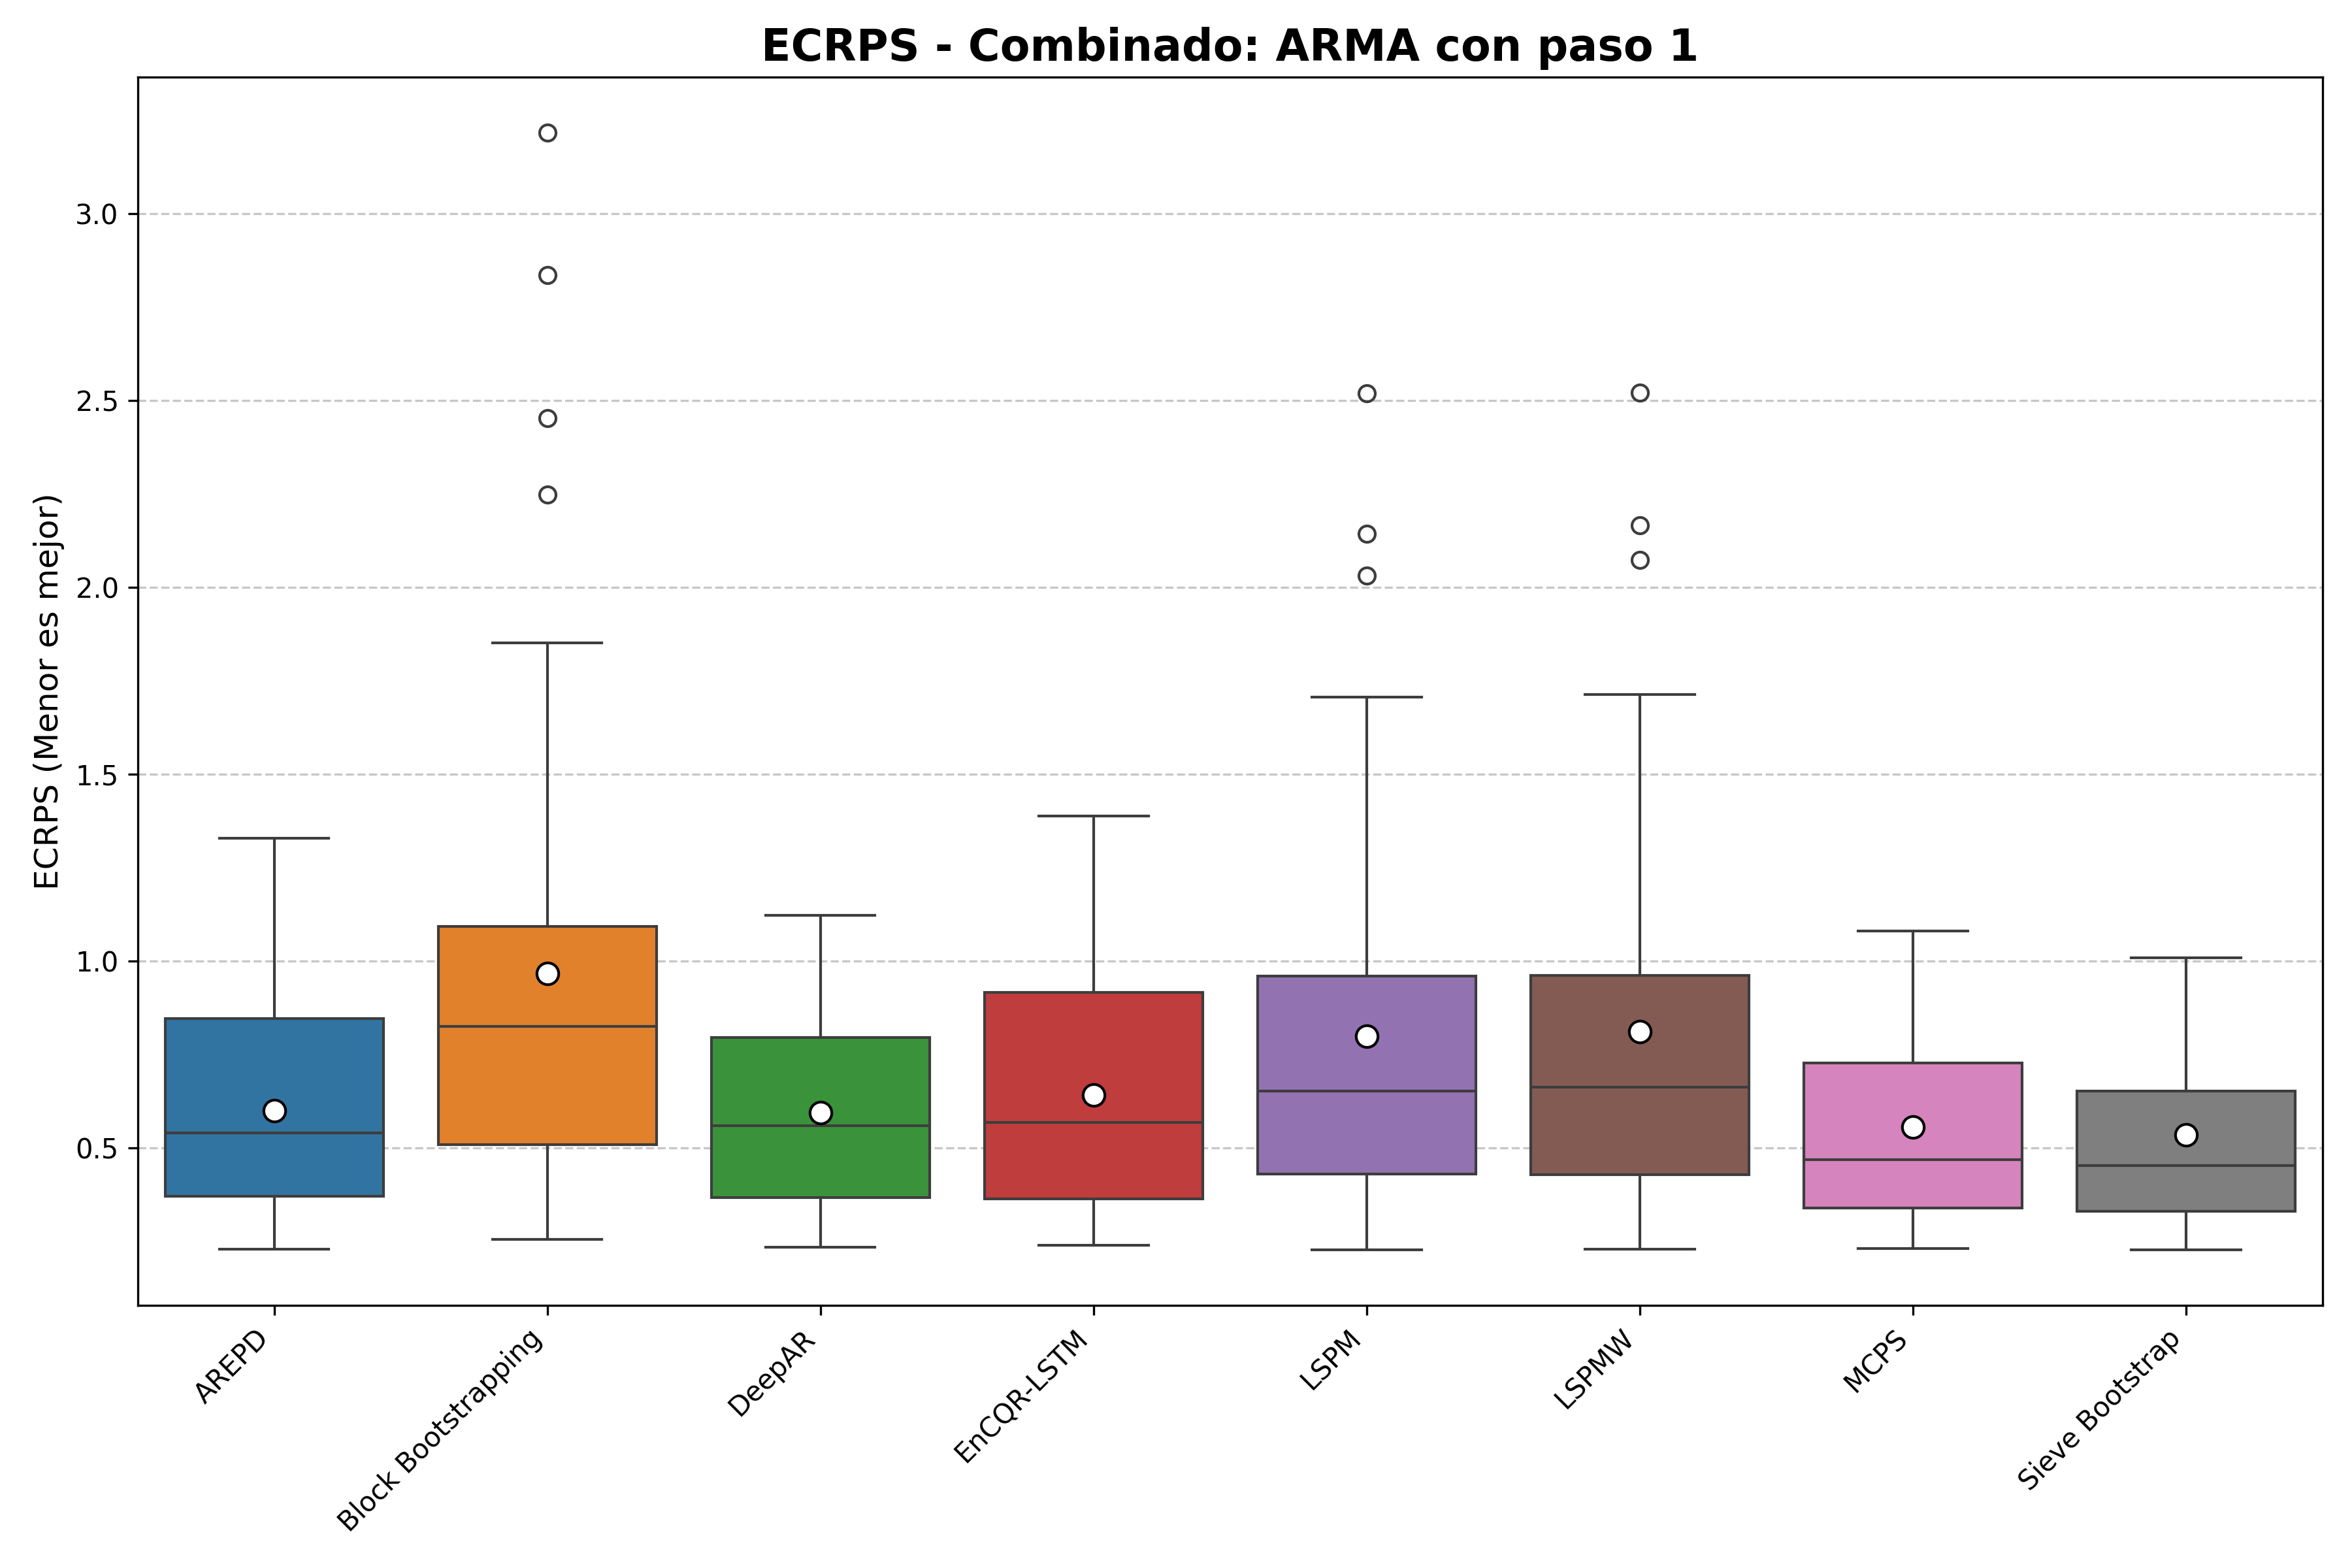 ECRPS - Combinado: ARMA con paso 1
ECRPS (Menor es mejor)
3.0
2.5
2.0
1.5
1.0
0.5
AREPD
Block Bootstrapping
DeepAR
EnCQR-LSTM
LSPM
LSPMW
MCPS
Sieve Bootstrap